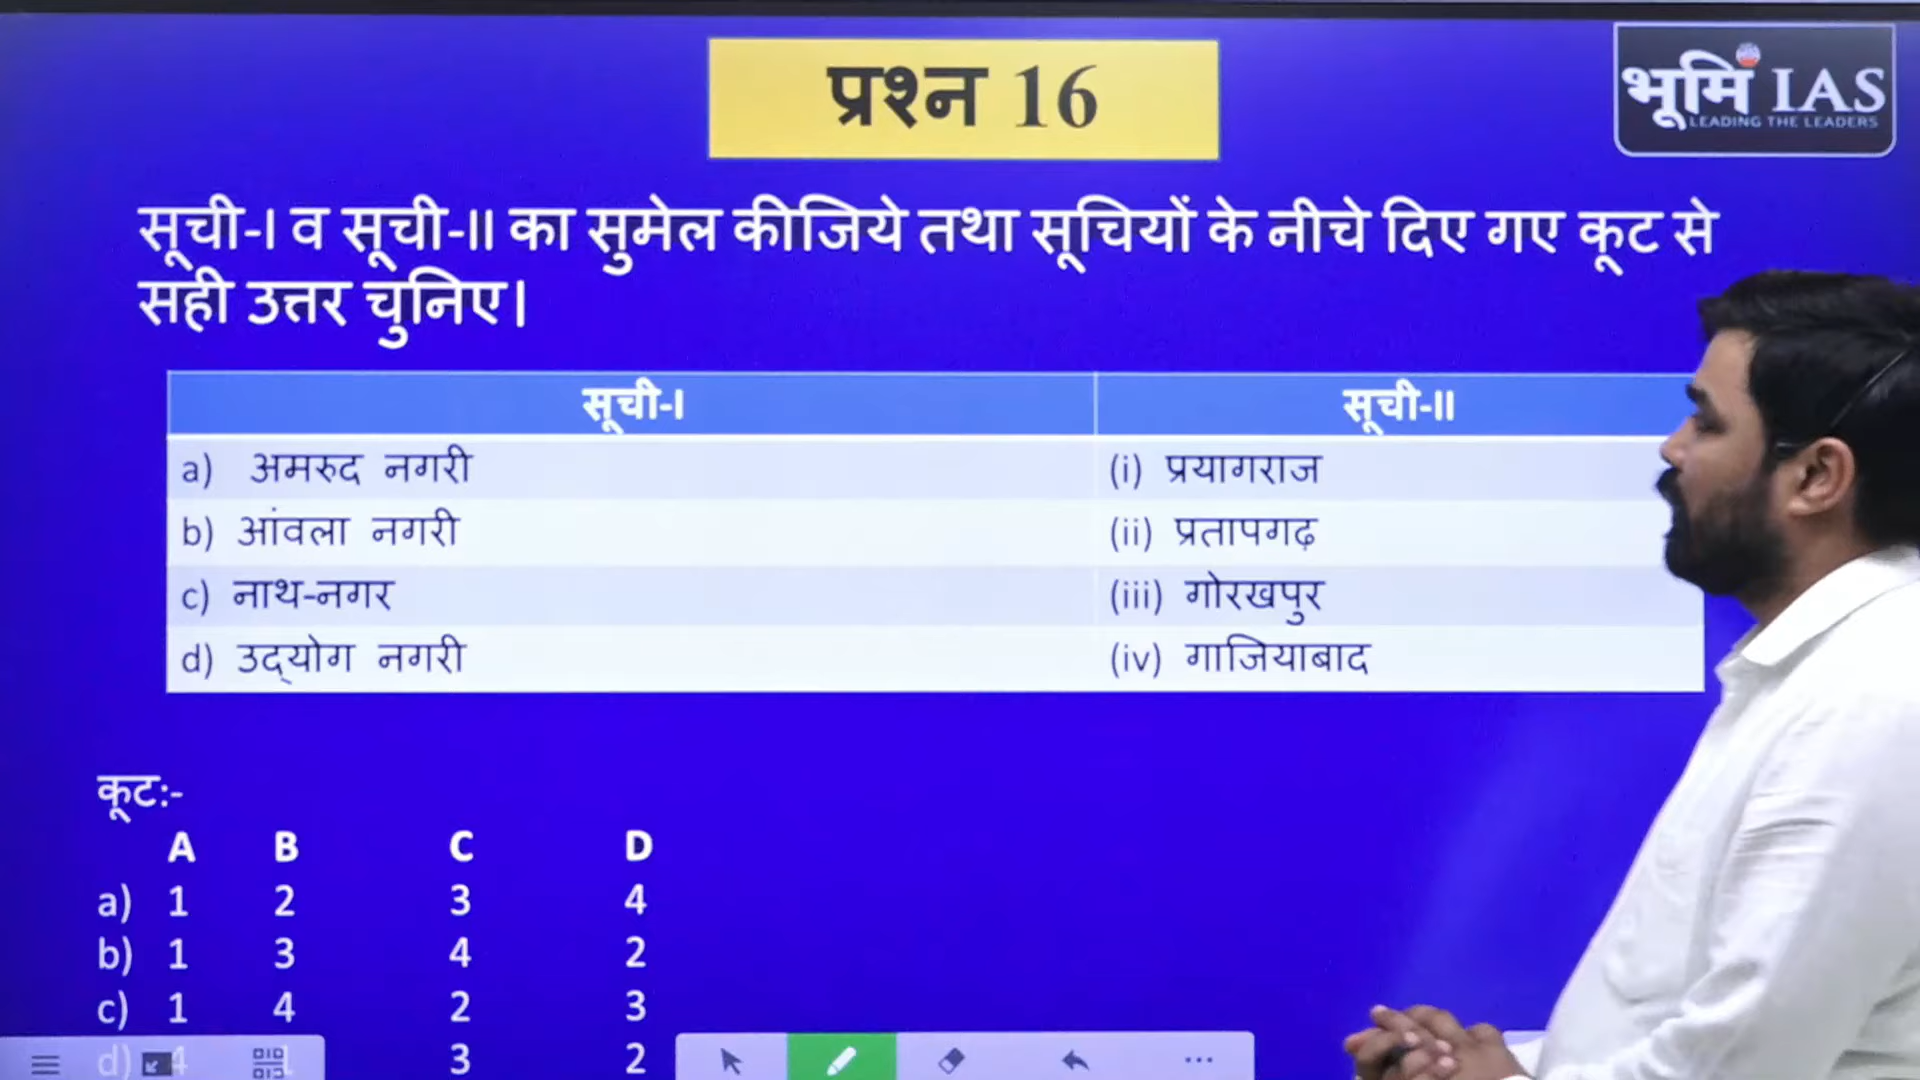 प्रश्न 16
भूमि IAS
LEADING THE LEADERS
सूची-I व सूची-II का सुमेल कीजिये तथा सूचियों के नीचे दिए गए कूट से
सही उत्तर चुनिए।
सूची-I सूची-II
a) अमरुद नगरी (i) प्रयागराज
b) आंवला नगरी (ii) प्रतापगढ़
c) नाथ-नगर (iii) गोरखपुर
d) उद्योग नगरी (iv) गाजियाबाद
कूटः-
A B C D
a) 1 2 3 4
b) 1 3 4 2
c) 1 4 2 3
d) 4 1 3 2